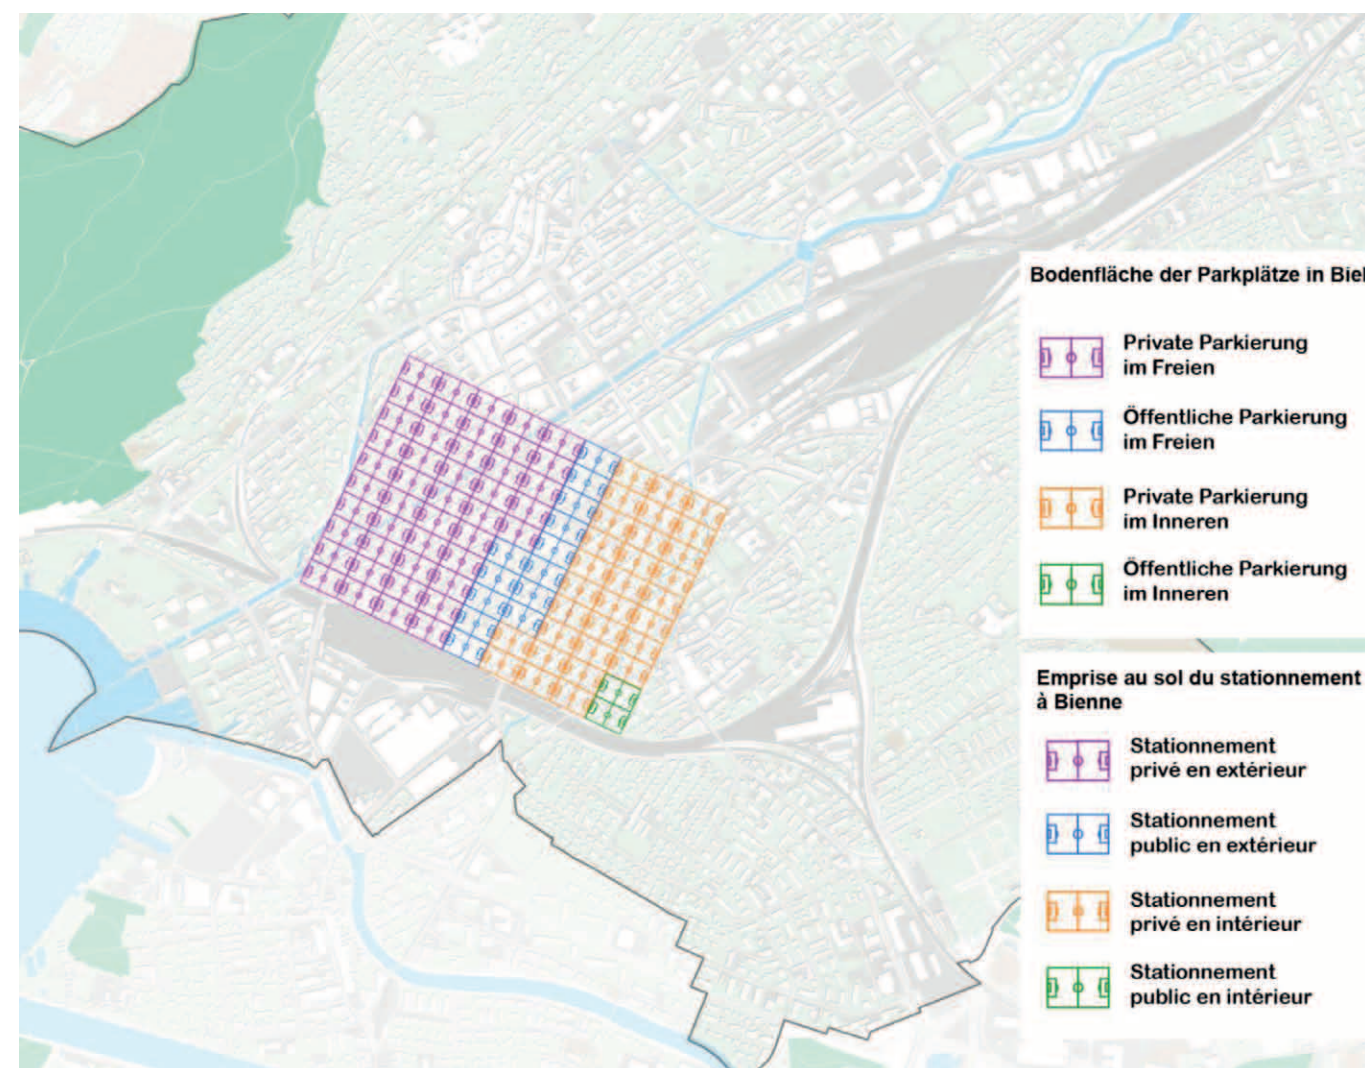 Bodenfläche der Parkplätze in Biel
Private Parkierung
im Freien
Öffentliche Parkierung
im Freien
Private Parkierung
im Inneren
Öffentliche Parkierung
im Inneren
Emprise au sol du stationnement
à Bienne
Stationnement
privé en extérieur
Stationnement
public en extérieur
Stationnement
privé en intérieur
Stationnement
public en intérieur